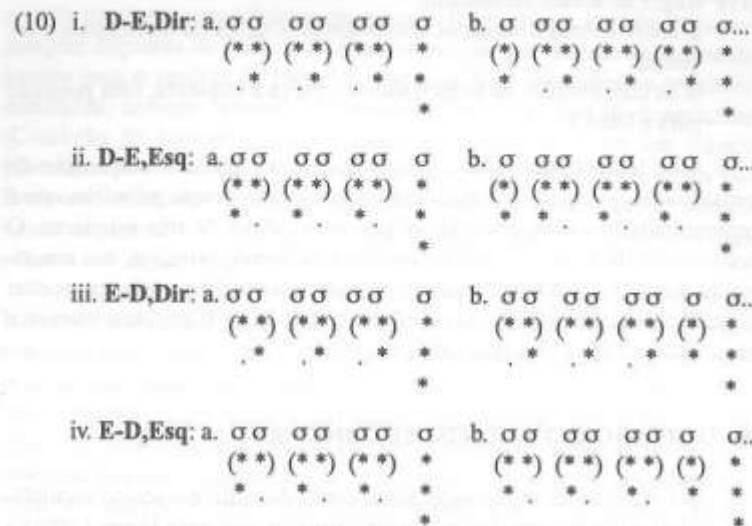 (10) i. D-E,Dir: a. σσ σσ σσ σ b. σ σσ σσ σσ σ...
(* *) (* *) (* *) * (*) (* *) (* *) (* *) *
. * . * . * * * . * . * . * *
* *
ii. D-E,Esq: a. σσ σσ σσ σ b. σ σσ σσ σσ σ...
(* *) (* *) (* *) * (*) (* *) (* *) (* *) *
* . * . * . * * * . * . * . *
* *
iii. E-D,Dir: a. σσ σσ σσ σ b. σσ σσ σσ σ σ..
(* *) (* *) (* *) * (* *) (* *) (* *) (*) *
. * . * . * * . * . * . * * *
* *
iv. E-D,Esq: a. σσ σσ σσ σ b. σσ σσ σσ σ σ..
(* *) (* *) (* *) * (* *) (* *) (* *) (*) *
* . * . * . * * . * . * . * *
* *